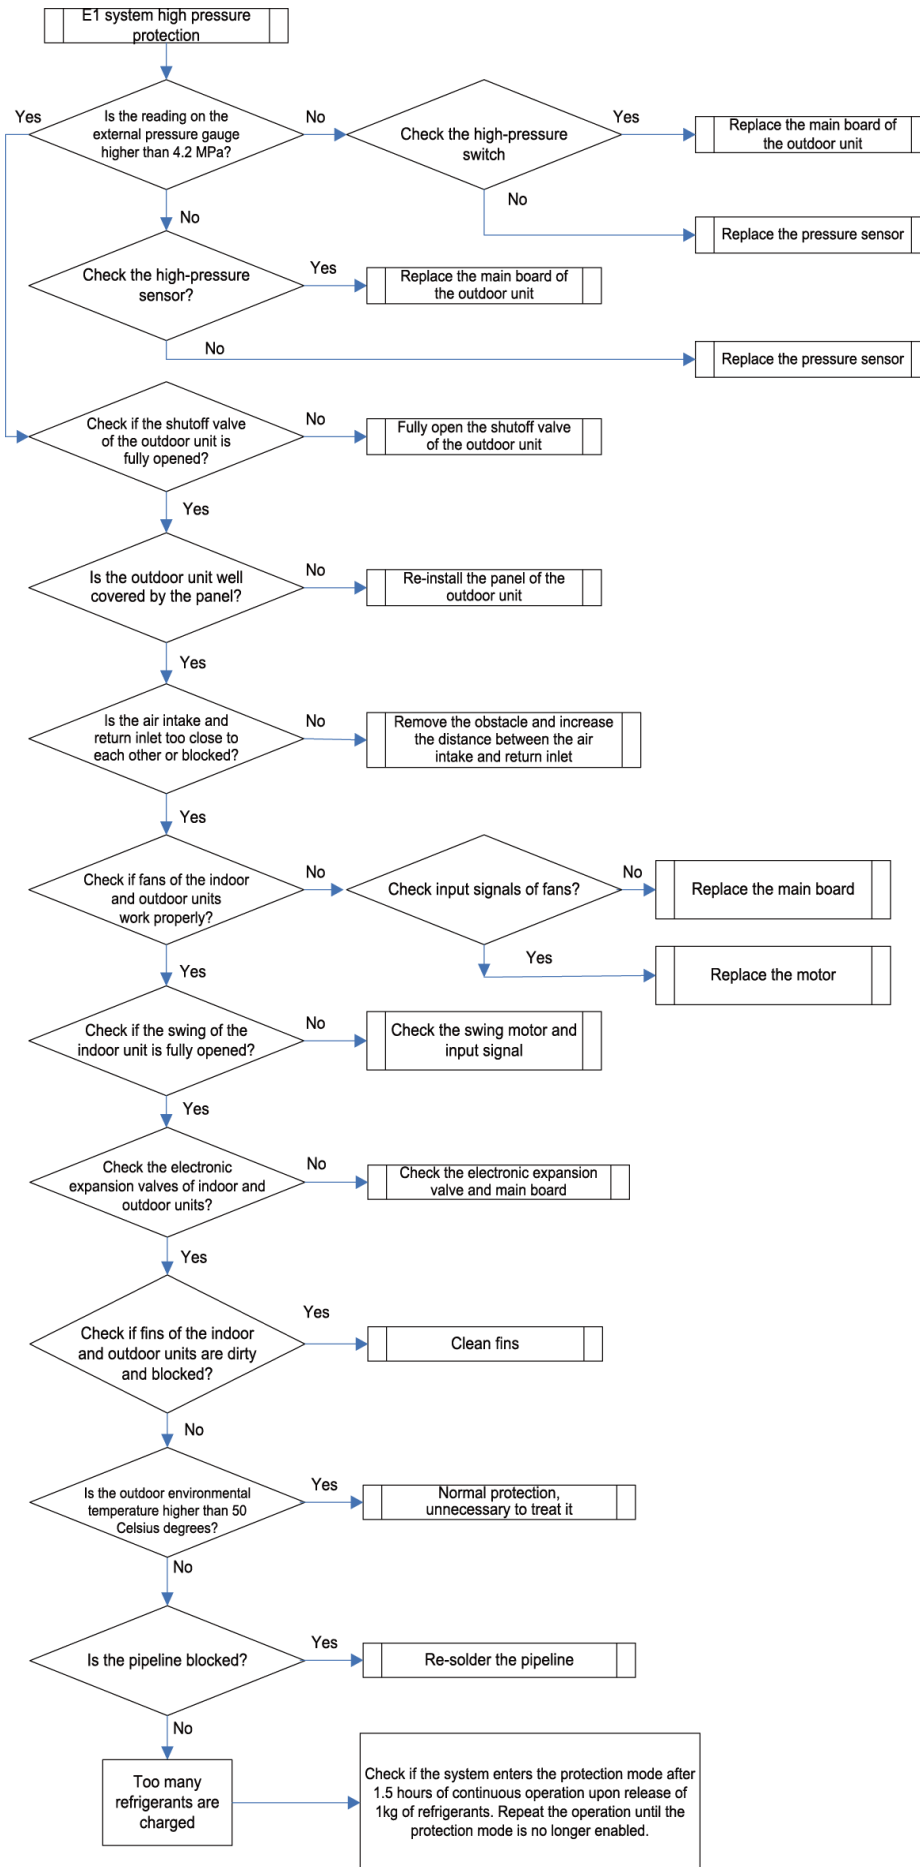 E1 system high pressure
protection
Yes
Is the reading on the
external pressure gauge
higher than 4.2 MPa?
No
Check the high-pressure
switch
Yes
Replace the main board of
the outdoor unit
No
No
Replace the pressure sensor
Check the high-pressure
sensor?
Yes
Replace the main board of
the outdoor unit
No
Replace the pressure sensor
Check if the shutoff valve
of the outdoor unit is
fully opened?
No
Fully open the shutoff valve
of the outdoor unit
Yes
Is the outdoor unit well
covered by the panel?
No
Re-install the panel of the
outdoor unit
Yes
Is the air intake and
return inlet too close to
each other or blocked?
No
Remove the obstacle and increase
the distance between the air
intake and return inlet
Yes
Check if fans of the indoor
and outdoor units
work properly?
No
Check input signals of fans?
No
Replace the main board
Yes
Replace the motor
Yes
Check if the swing of the
indoor unit is fully opened?
No
Check the swing motor and
input signal
Yes
Check the electronic
expansion valves of indoor and
outdoor units?
No
Check the electronic expansion
valve and main board
Yes
Check if fins of the indoor
and outdoor units are dirty
and blocked?
Yes
Clean fins
No
Is the outdoor environmental
temperature higher than 50
Celsius degrees?
Yes
Normal protection,
unnecessary to treat it
No
Is the pipeline blocked?
Yes
Re-solder the pipeline
No
Too many
refrigerants are
charged
Check if the system enters the protection mode after
1.5 hours of continuous operation upon release of
1kg of refrigerants. Repeat the operation until the
protection mode is no longer enabled.